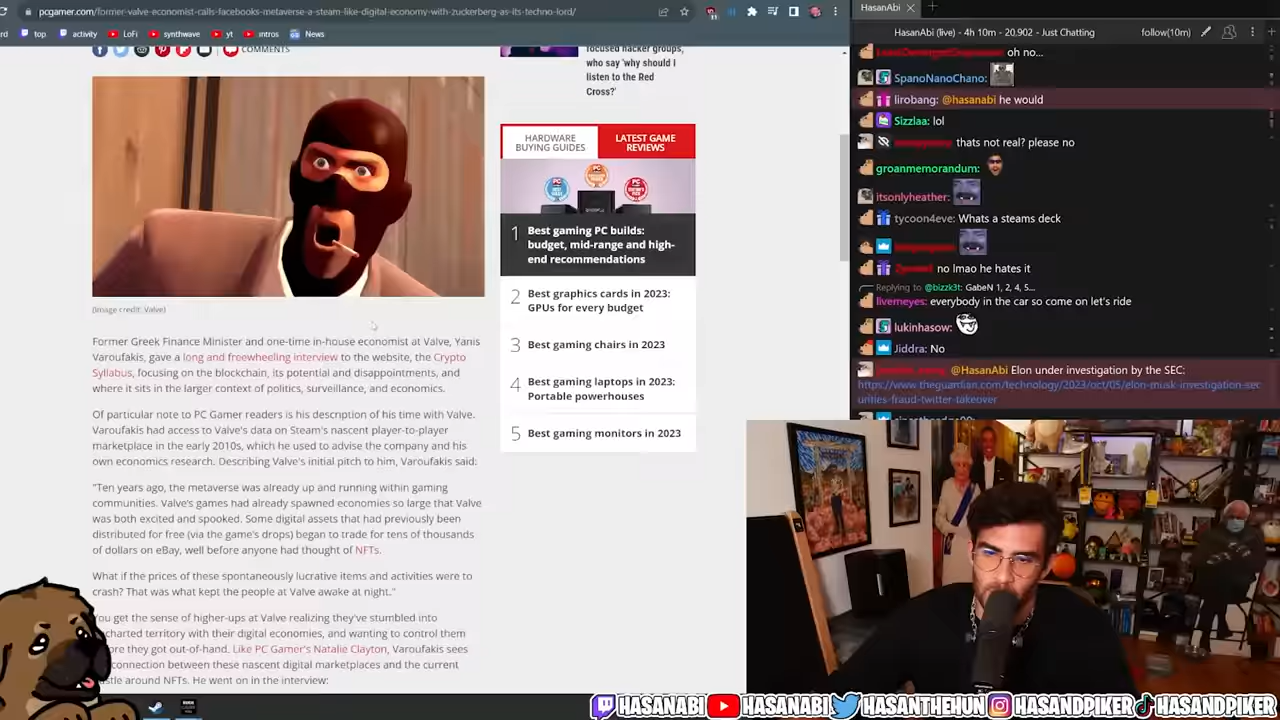 pcgamer.com/former-valve-economist-calls-facebooks-metaverse-a-steam-like-digital-economy-with-zuckerberg-as-its-techno-lord/
top
activity
LoFi
synthwave
yt
intros
News
COMMENTS
(Image credit: Valve)
Former Greek Finance Minister and one-time in-house economist at Valve, Yanis
Varoufakis, gave a long and freewheeling interview to the website, the Crypto
Syllabus, focusing on the blockchain, its potential and disappointments, and
where it sits in the larger context of politics, surveillance, and economics.
Of particular note to PC Gamer readers is his description of his time with Valve.
Varoufakis had access to Valve's data on Steam's nascent player-to-player
marketplace in the early 2010s, which he used to advise the company and his
own economics research. Describing Valve's initial pitch to him, Varoufakis said:
"Ten years ago, the metaverse was already up and running within gaming
communities. Valve's games had already spawned economies so large that Valve
was both excited and spooked. Some digital assets that had previously been
distributed for free (via the game's drops) began to trade for tens of thousands
of dollars on eBay, well before anyone had thought of NFTs.
What if the prices of these spontaneously lucrative items and activities were to
crash? That was what kept the people at Valve awake at night."
You get the sense of higher-ups at Valve realizing they've stumbled into
charted territory with their digital economies, and wanting to control them
ore they got out-of-hand. Like PC Gamer's Natalie Clayton, Varoufakis sees
connection between these nascent digital marketplaces and the current
stle around NFTs. He went on in the interview:
focused hacker groups,
who say 'why should I
listen to the Red
Cross?'
HARDWARE
BUYING GUIDES
LATEST GAME
REVIEWS
1 Best gaming PC builds:
budget, mid-range and high-
end recommendations
2 Best graphics cards in 2023:
GPUs for every budget
3 Best gaming chairs in 2023
4 Best gaming laptops in 2023:
Portable powerhouses
5 Best gaming monitors in 2023
HasanAbi
HasanAbi (live) - 4h 10m - 20,902 - Just Chatting
follow(10m)
oh no...
SpanoNanoChano:
lirobang: @hasanabi he would
Sizzlaa: lol
thats not real? please no
groanmemorandum:
itsonlyheather:
tycoon4eve: Whats a steams deck
no lmao he hates it
Replying to @bizzk3t: GabeN 1, 2, 4, 5...
livemeyes: everybody in the car so come on let's ride
lukinhasow:
Jiddra: No
@HasanAbi Elon under investigation by the SEC:
https://www.theguardian.com/technology/2023/oct/05/elon-musk-investigation-sec
urities-fraud-twitter-takeover
HASANABI
HASANABI
HASANTHEHUN
HASANDPIKER
HASANDPIKER